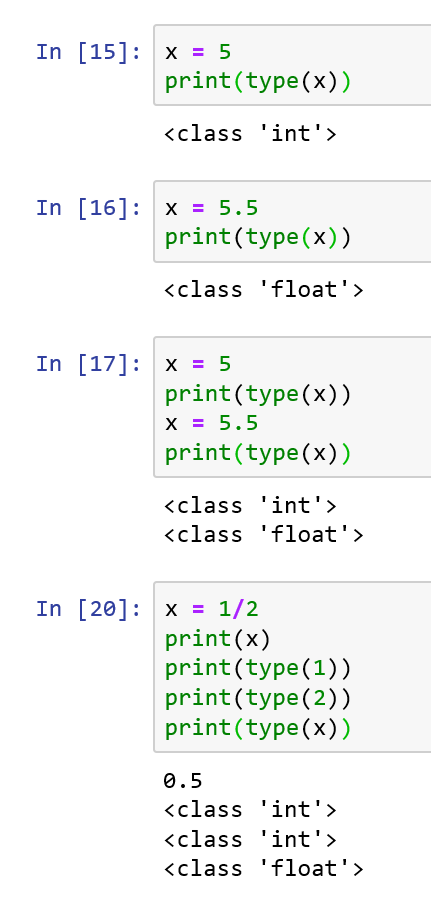 In [15]: x = 5
print(type(x))
<class 'int'>
In [16]: x = 5.5
print(type(x))
<class 'float'>
In [17]: x = 5
print(type(x))
x = 5.5
print(type(x))
<class 'int'>
<class 'float'>
In [20]: x = 1/2
print(x)
print(type(1))
print(type(2))
print(type(x))
0.5
<class 'int'>
<class 'int'>
<class 'float'>